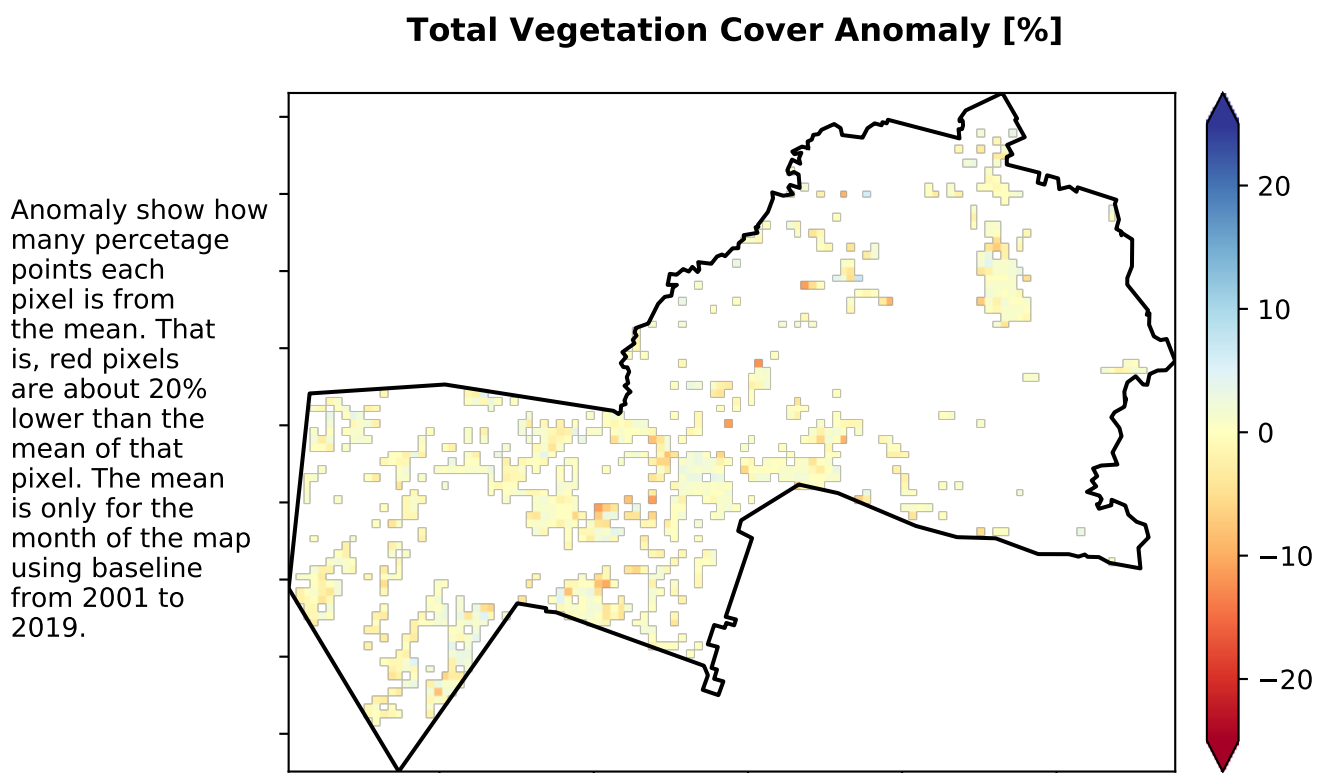 Total Vegetation Cover Anomaly [%]
Anomaly show how
many percetage
points each
pixel is from
the mean. That
is, red pixels
are about 20%
lower than the
mean of that
pixel. The mean
is only for the
month of the map
using baseline
from 2001 to
2019.
20
10
0
−10
−20